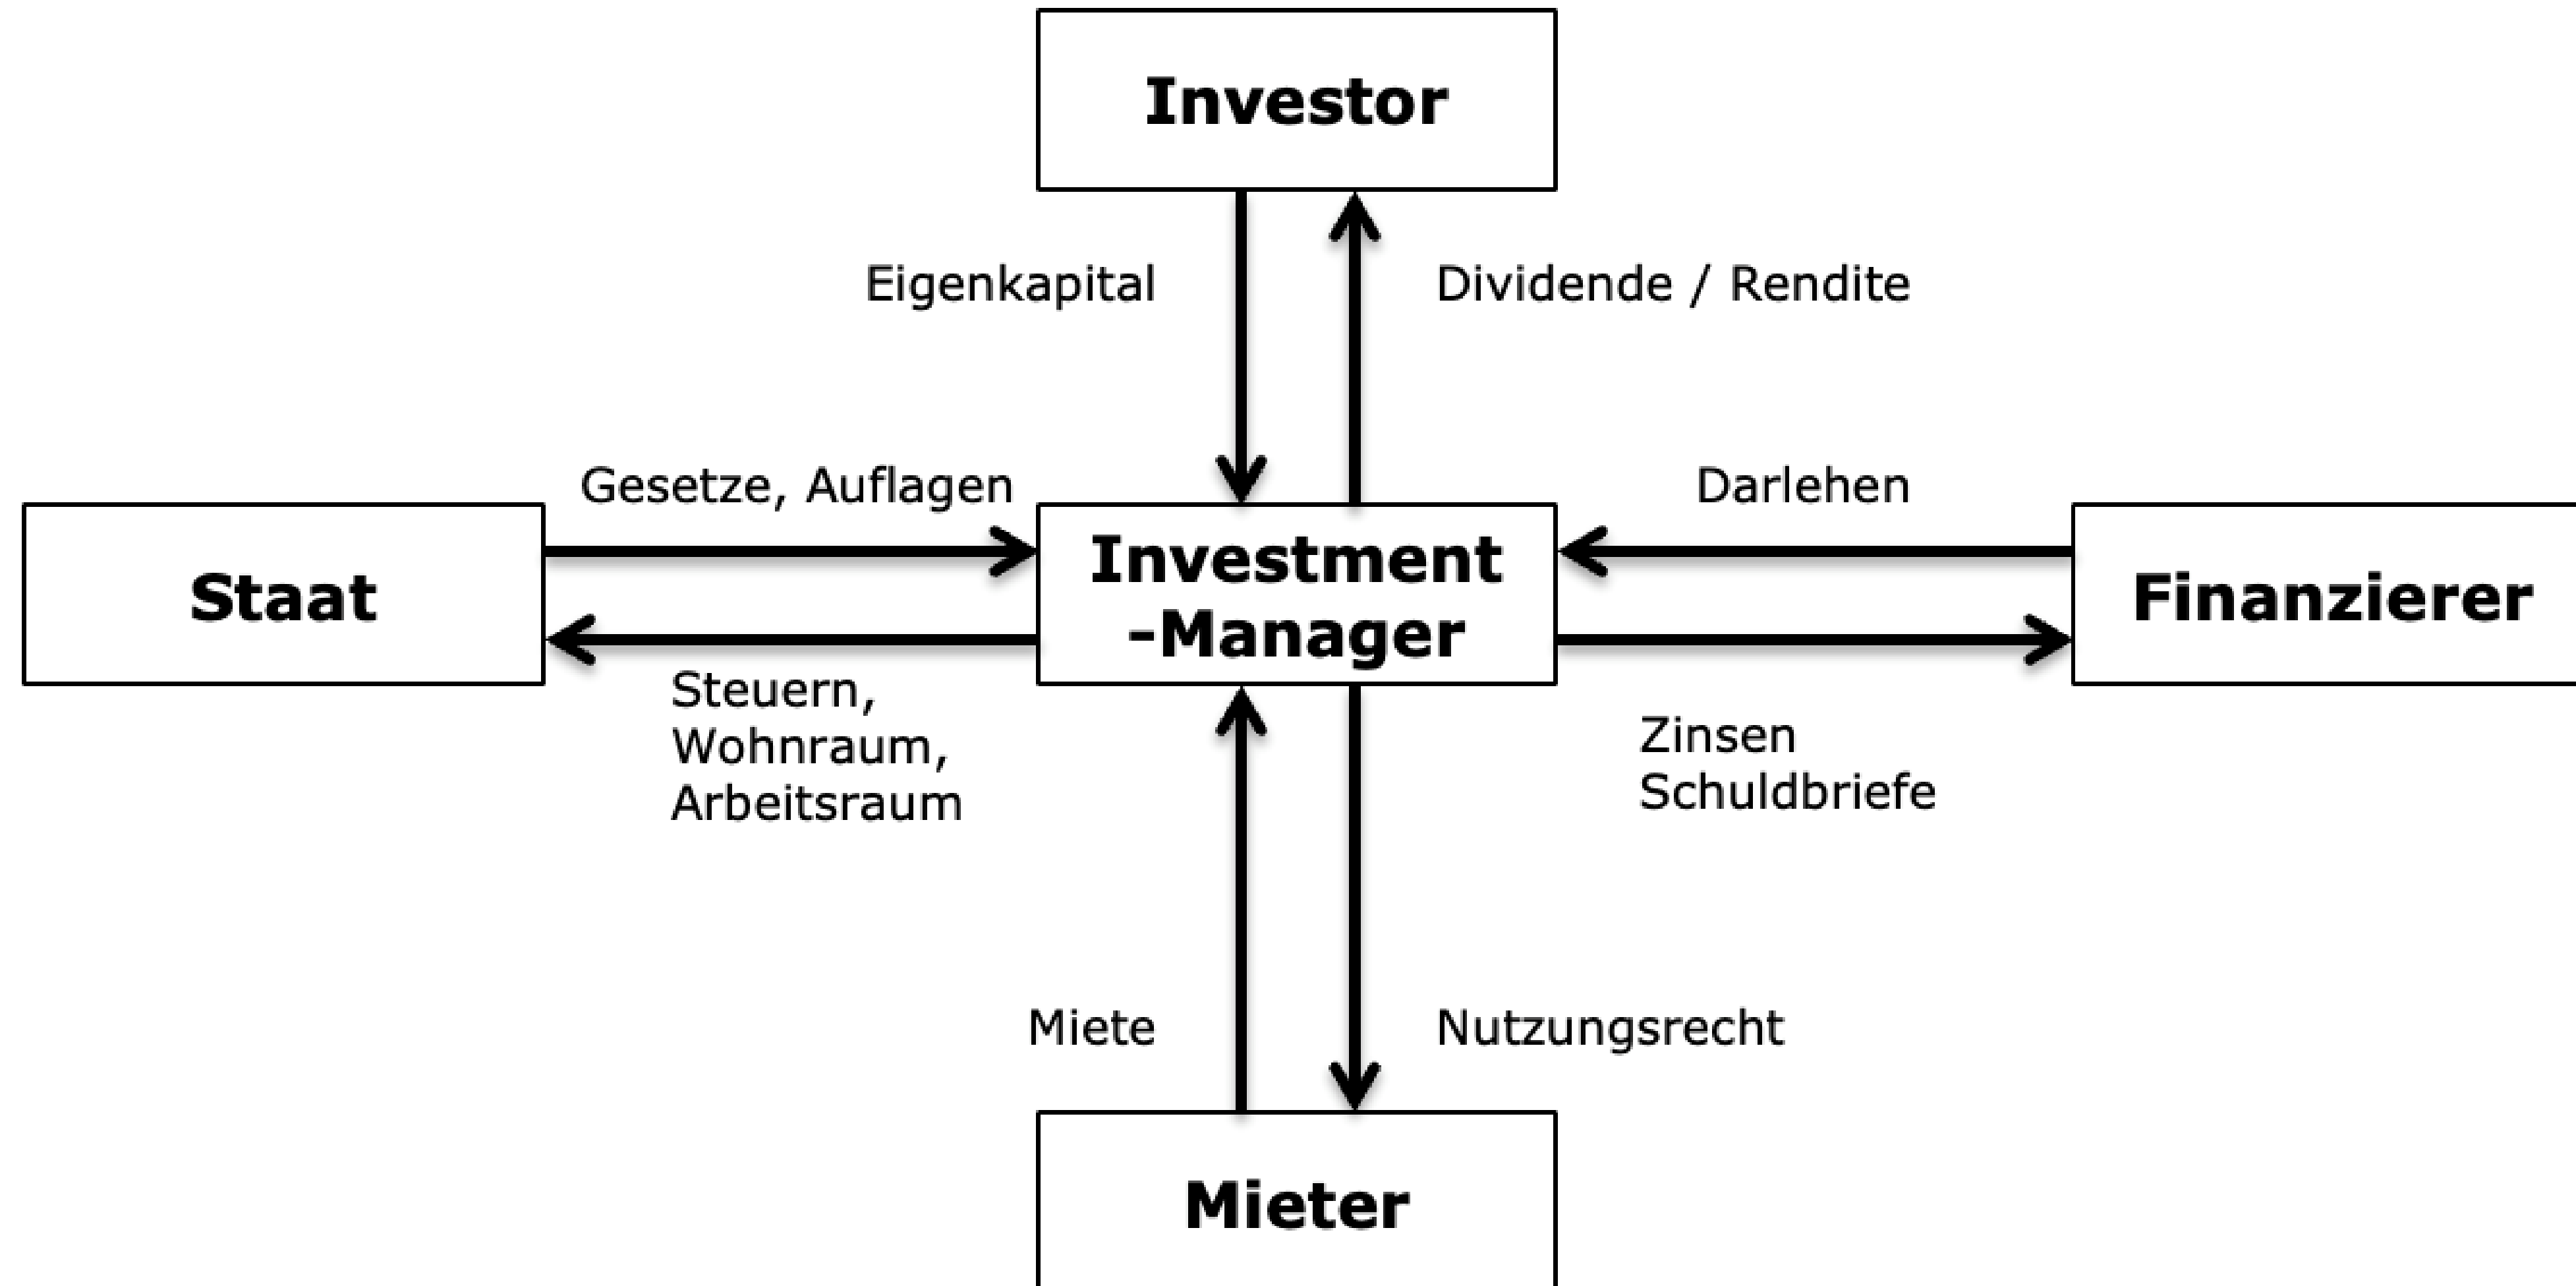 Investor
Eigenkapital
Dividende / Rendite
Gesetze, Auflagen
Darlehen
Staat
Investment
-Manager
Finanzierer
Steuern,
Wohnraum,
Arbeitsraum
Zinsen
Schuldbriefe
Miete
Nutzungsrecht
Mieter